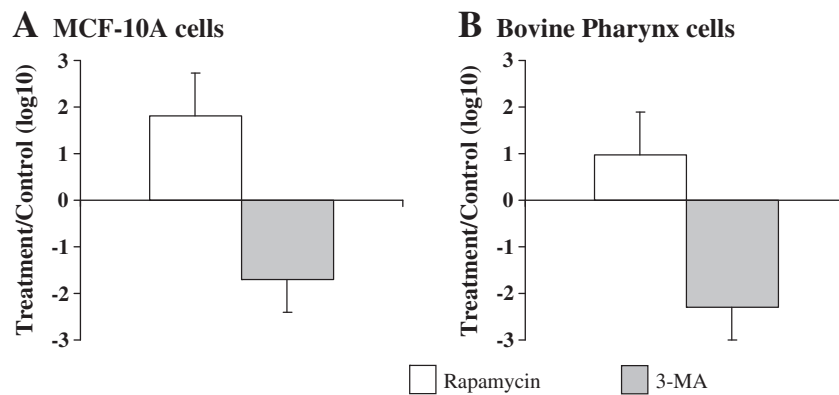 A MCF-10A cells
Treatment/Control (log10)
3
2
1
0
-1
-2
-3
B Bovine Pharynx cells
Treatment/Control (log10)
3
2
1
0
-1
-2
-3
Rapamycin
3-MA